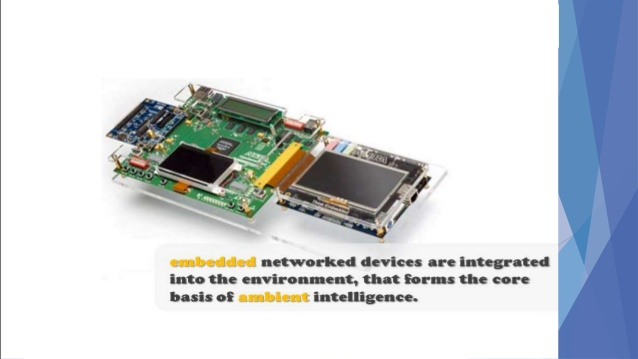 embedded networked devices are integrated
into the environment, that forms the core
basis of ambient intelligence.